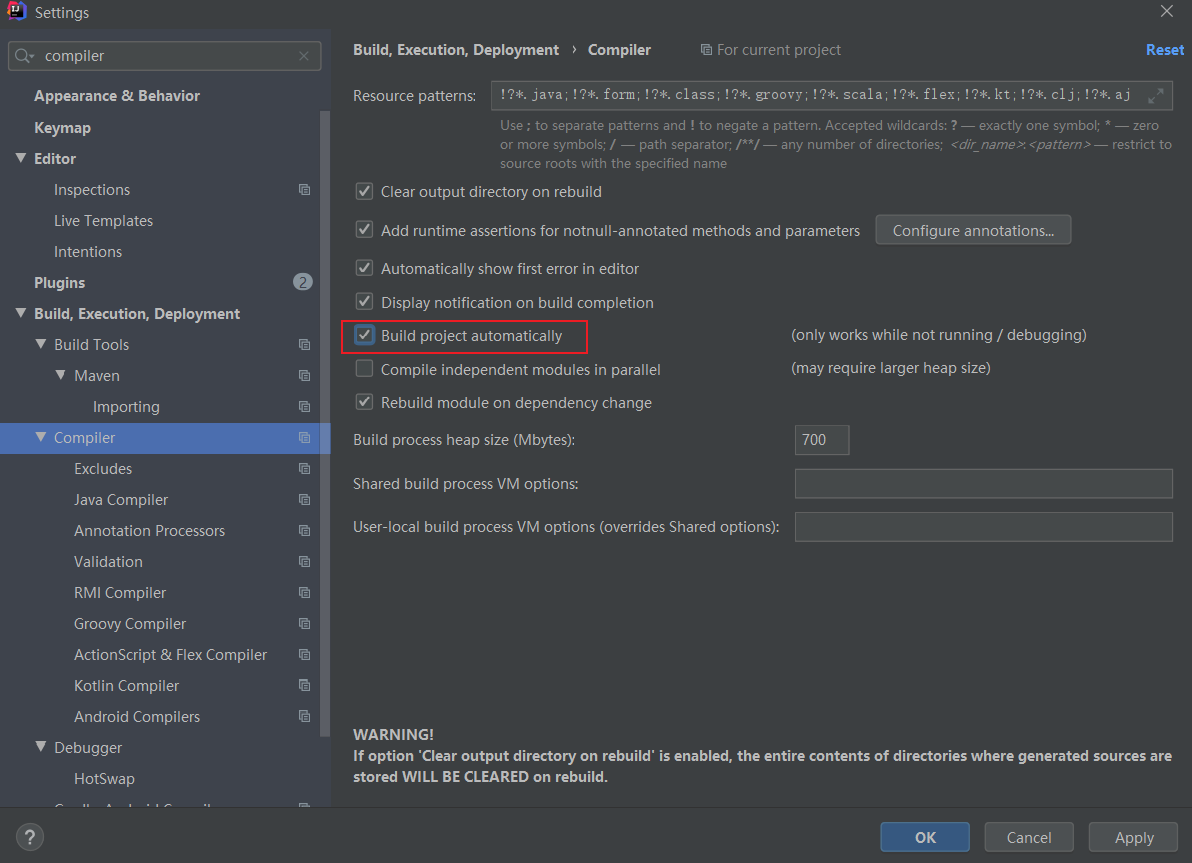 Settings
compiler
Appearance & Behavior
Keymap
Editor
Inspections
Live Templates
Intentions
Plugins 2
Build, Execution, Deployment
Build Tools
Maven
Importing
Compiler
Excludes
Java Compiler
Annotation Processors
Validation
RMI Compiler
Groovy Compiler
ActionScript & Flex Compiler
Kotlin Compiler
Android Compilers
Debugger
HotSwap
Build, Execution, Deployment › Compiler For current project Reset
Resource patterns: !?*.java;!?*.form;!?*.class;!?*.groovy;!?*.scala;!?*.flex;!?*.kt;!?*.clj;!?*.aj
Use ; to separate patterns and ! to negate a pattern. Accepted wildcards: ? — exactly one symbol; * — zero
or more symbols; / — path separator; /**/ — any number of directories; <dir_name>:<pattern> — restrict to
source roots with the specified name
Clear output directory on rebuild
Add runtime assertions for notnull-annotated methods and parameters Configure annotations...
Automatically show first error in editor
Display notification on build completion
Build project automatically (only works while not running / debugging)
Compile independent modules in parallel (may require larger heap size)
Rebuild module on dependency change
Build process heap size (Mbytes): 700
Shared build process VM options:
User-local build process VM options (overrides Shared options):
WARNING!
If option 'Clear output directory on rebuild' is enabled, the entire contents of directories where generated sources are
stored WILL BE CLEARED on rebuild.
? OK Cancel Apply